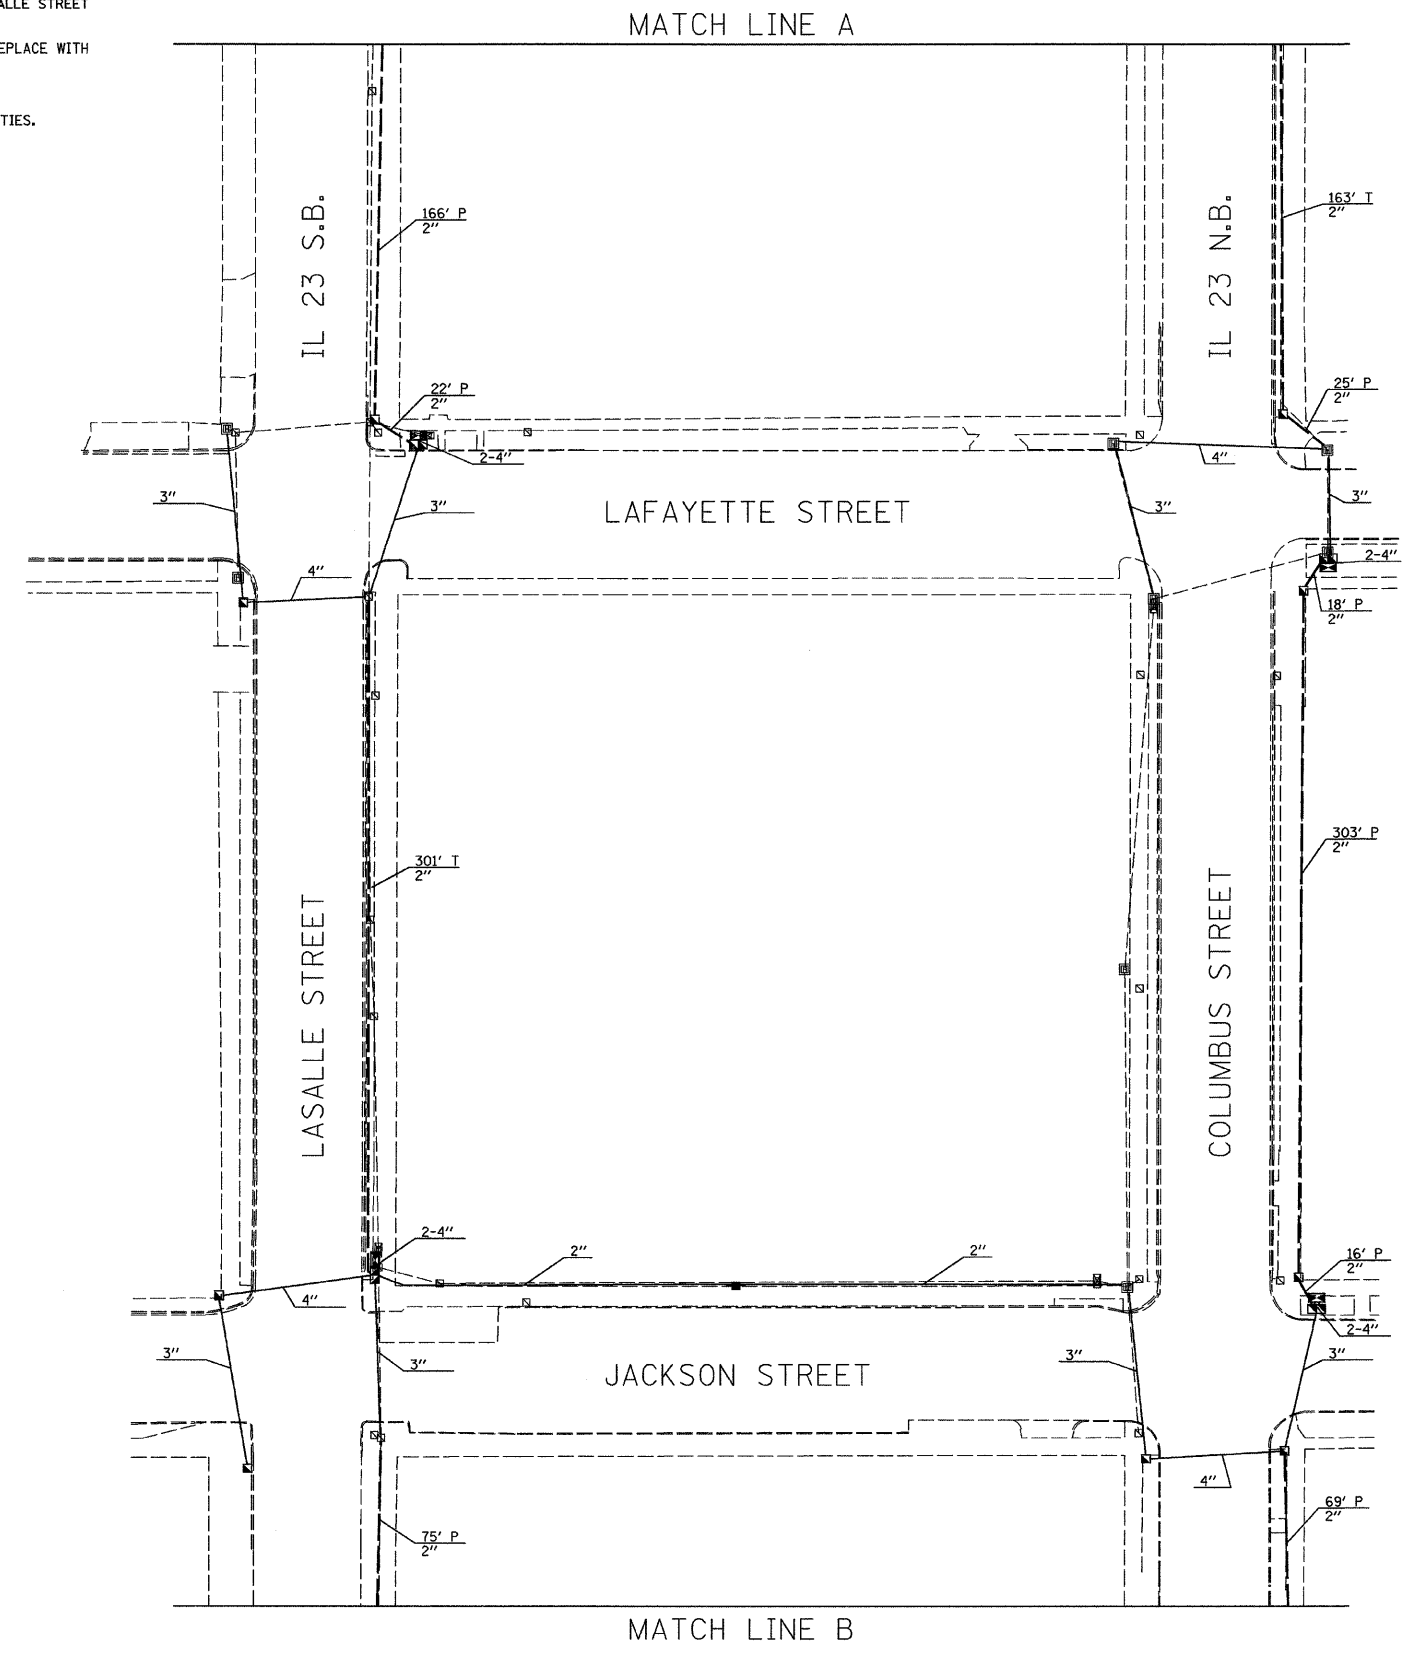 ALLE STREET
EPLACE WITH
TIES.
MATCH LINE A
IL 23 S.B.
IL 23 N.B.
166' P
2"
163' T
2"
22' P
2"
25' P
2"
2-4"
4"
3"
3"
LAFAYETTE STREET
3"
3"
2-4"
4"
18' P
2"
303' P
2"
301' T
2"
LASALLE STREET
COLUMBUS STREET
2-4"
2"
2"
16' P
2"
4"
2-4"
3"
3"
JACKSON STREET
3"
3"
4"
75' P
2"
69' P
2"
MATCH LINE B